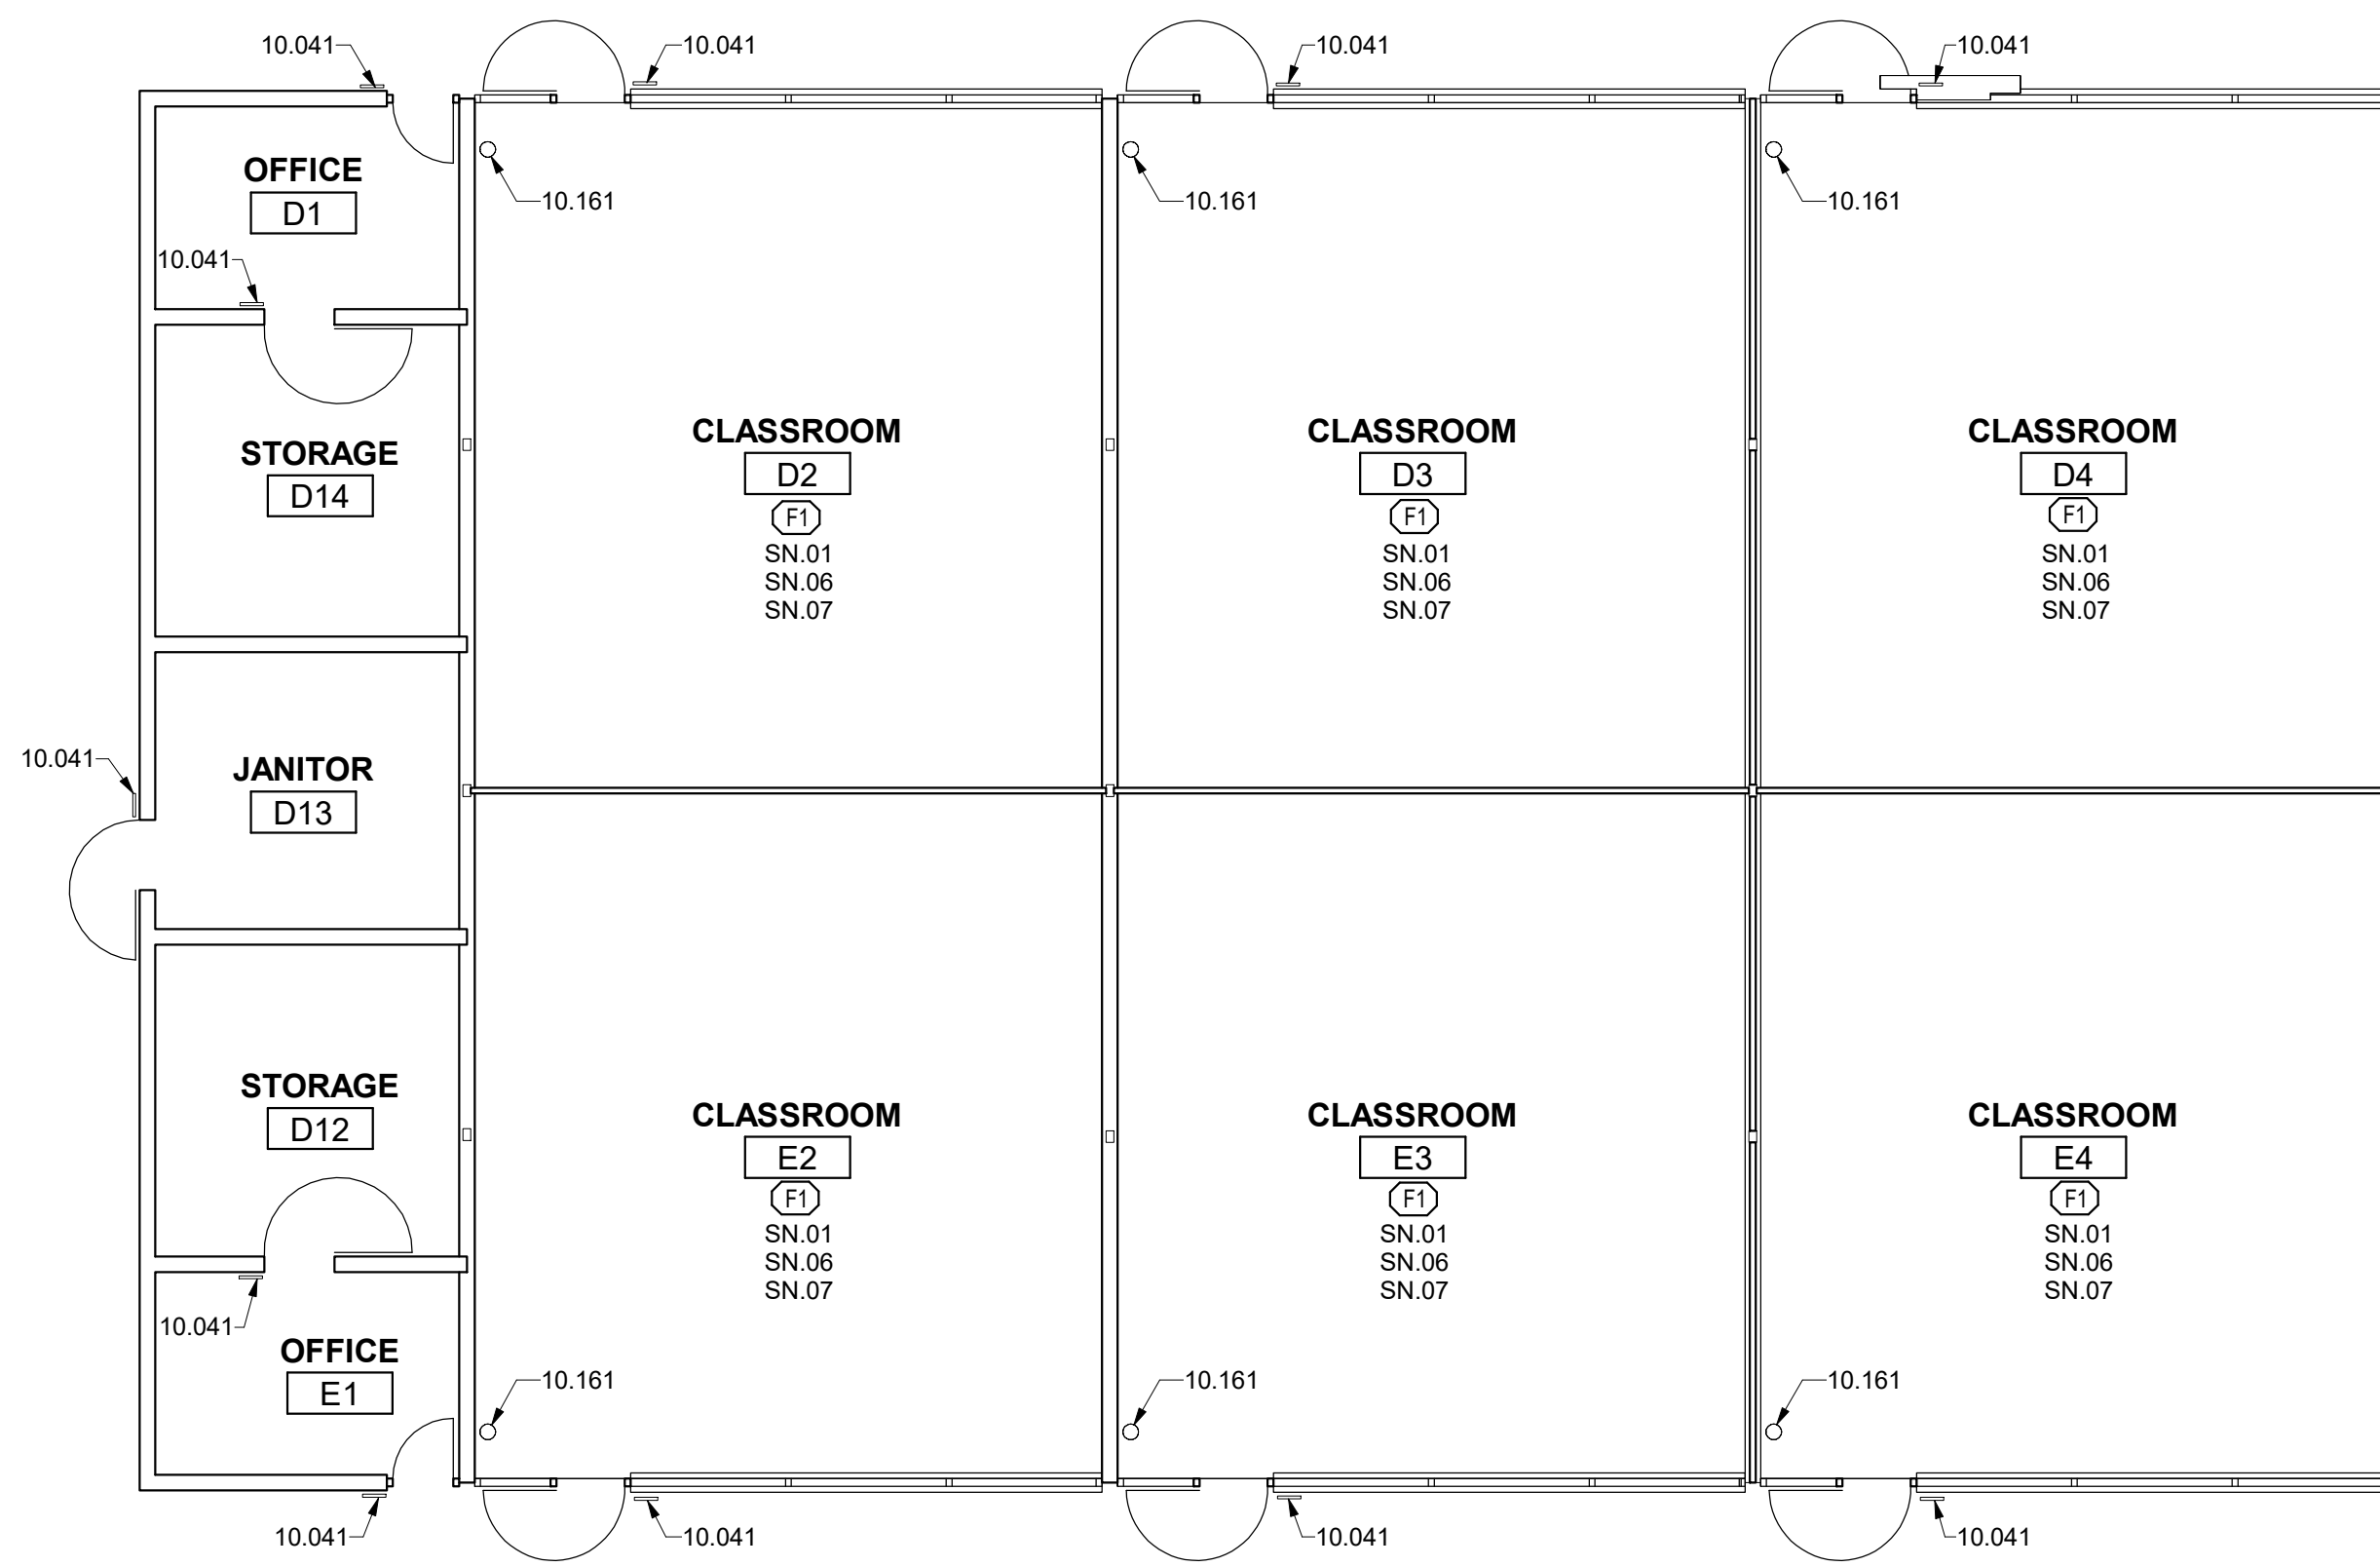 10.041
10.041
10.041
10.041
OFFICE
D1
10.161
10.161
10.161
10.041
STORAGE
D14
CLASSROOM
D2
F1
SN.01
SN.06
SN.07
CLASSROOM
D3
F1
SN.01
SN.06
SN.07
CLASSROOM
D4
F1
SN.01
SN.06
SN.07
10.041
JANITOR
D13
STORAGE
D12
CLASSROOM
E2
F1
SN.01
SN.06
SN.07
CLASSROOM
E3
F1
SN.01
SN.06
SN.07
CLASSROOM
E4
F1
SN.01
SN.06
SN.07
10.041
OFFICE
E1
10.161
10.161
10.161
10.041
10.041
10.041
10.041